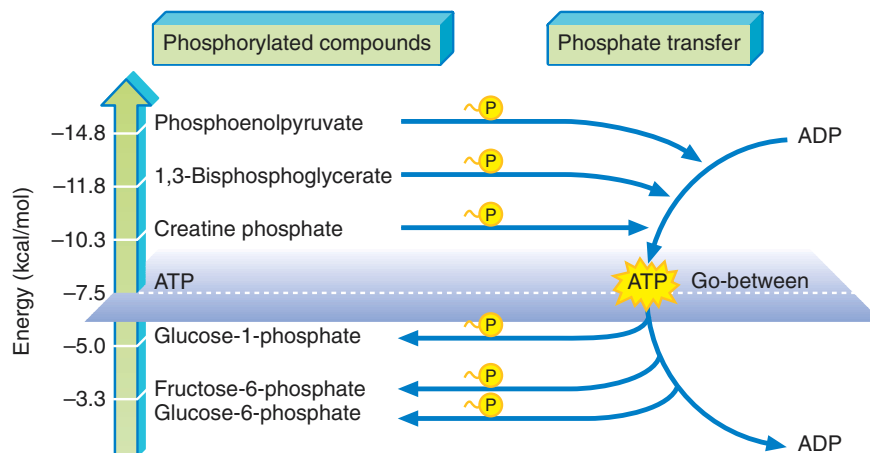 Phosphorylated compounds
Phosphate transfer
Energy (kcal/mol)
–14.8
Phosphoenolpyruvate
P
ADP
–11.8
1,3-Bisphosphoglycerate
P
–10.3
Creatine phosphate
P
–7.5
ATP
ATP
Go-between
–5.0
Glucose-1-phosphate
P
–3.3
Fructose-6-phosphate
P
Glucose-6-phosphate
P
ADP